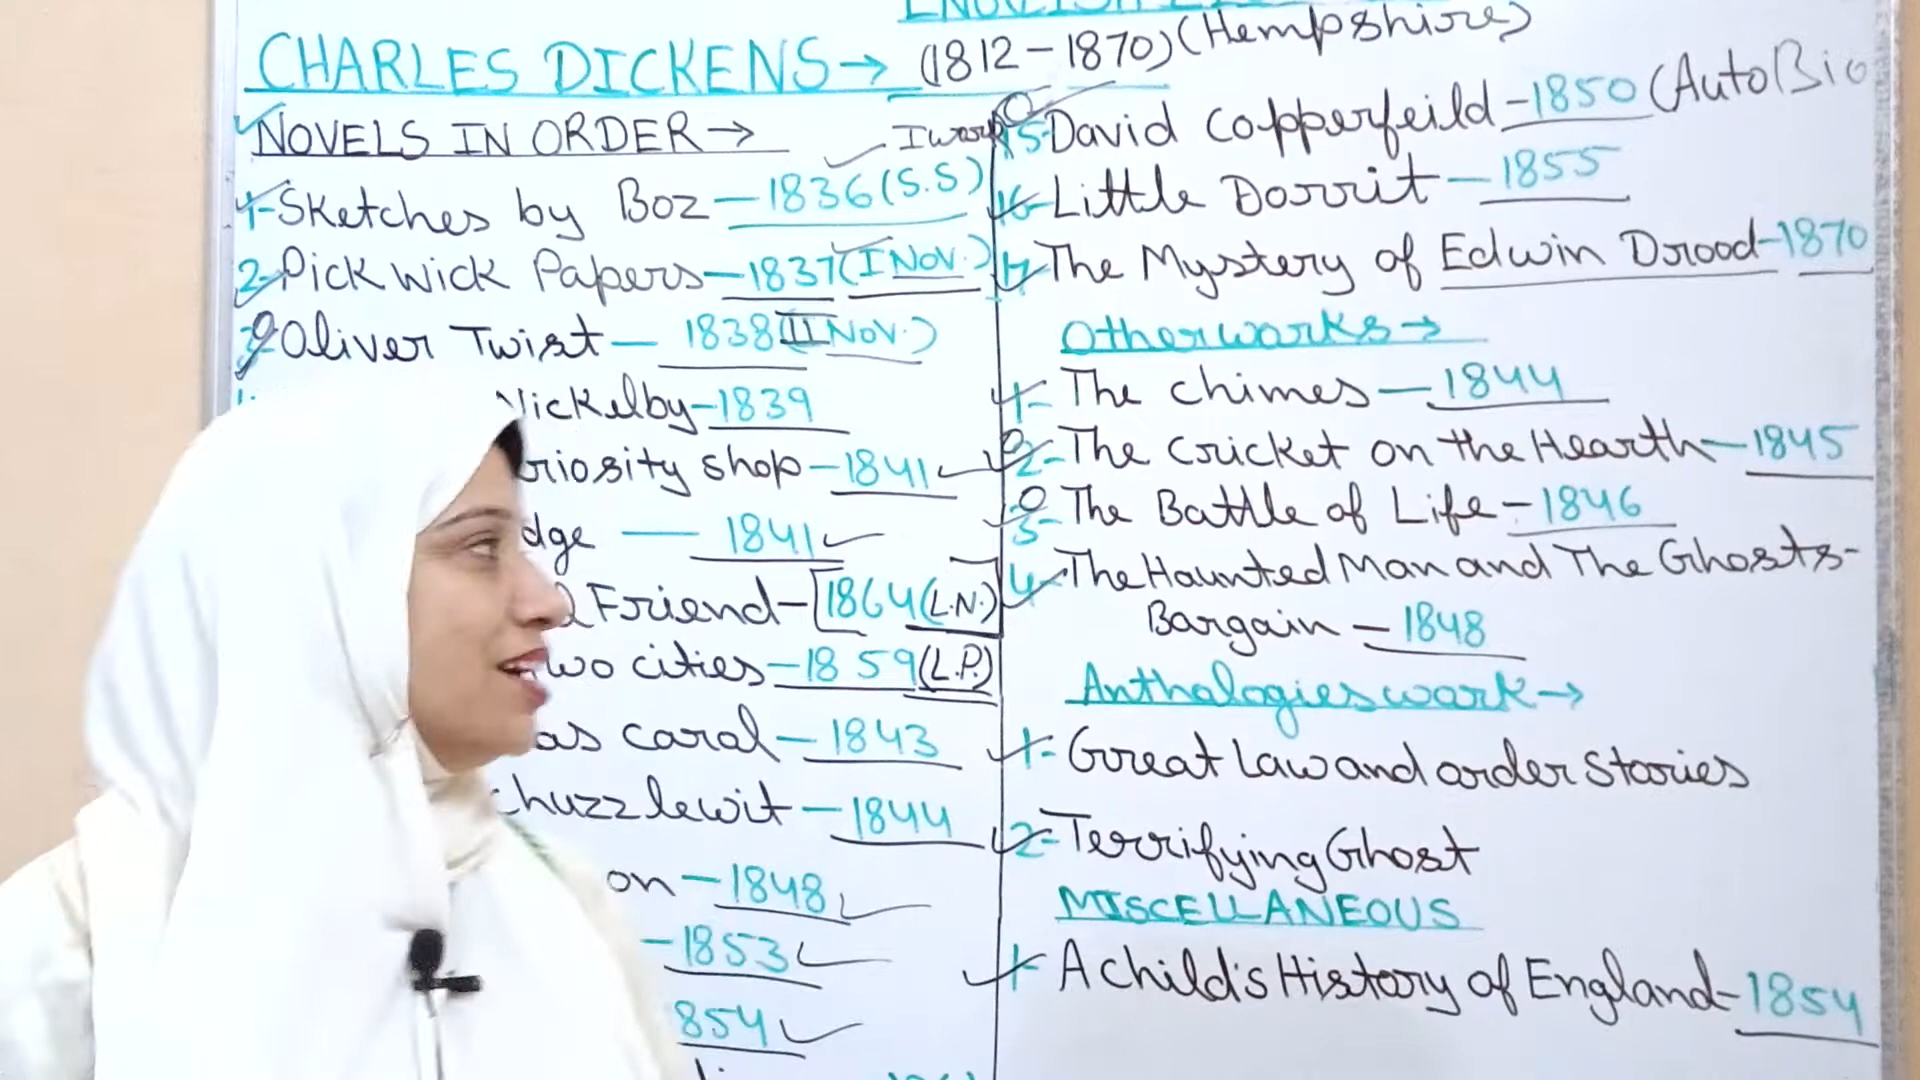 ENGLISH
CHARLES DICKENS→ (1812-1870) (Hempshire)
NOVELS IN ORDER→
I work
1-Sketches by Boz—1836 (S.S)
2-Pick Wick Papers—1837 (I Nov.)
3-Oliver Twist— 1838 (II Nov.)
Nickelby-1839
riosity shop-1841
dge — 1841
Friend-1864 (L.N.)
wo cities-1859 (L.P.)
as caral-1843
chuzzlewit-1844
on-1848
-1853
854
15-David Copperfeild-1850 (AutoBio
16-Little Dorrit-1855
17-The Mystery of Edwin Drood-1870
Other works→
1- The chimes-1844
2- The Cricket on the Hearth-1845
3- The Battle of Life-1846
4-The Haunted Man and The Ghosts-
Bargain-1848
Anthalogies work→
1-Great Law and order Stories
2-Terrifying Ghost
MISCELLANEOUS
1-A Child's History of England-1854